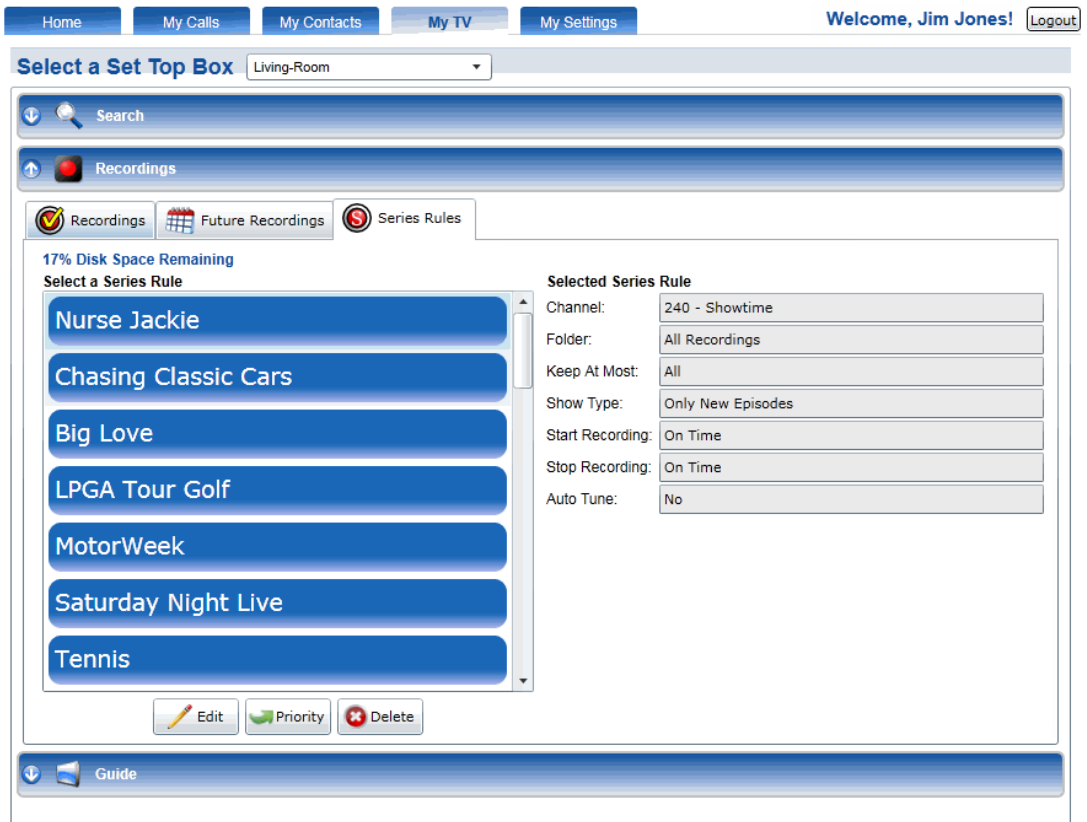 Home My Calls My Contacts My TV My Settings Welcome, Jim Jones! Logout
Select a Set Top Box Living-Room
Search
Recordings
Recordings Future Recordings Series Rules
17% Disk Space Remaining
Select a Series Rule
Nurse Jackie
Chasing Classic Cars
Big Love
LPGA Tour Golf
MotorWeek
Saturday Night Live
Tennis
Edit Priority Delete
Selected Series Rule
Channel: 240 - Showtime
Folder: All Recordings
Keep At Most: All
Show Type: Only New Episodes
Start Recording: On Time
Stop Recording: On Time
Auto Tune: No
Guide